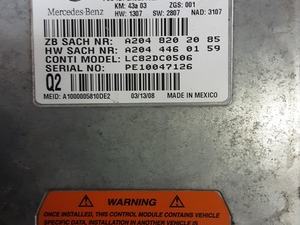 Mercedes-Benz
KM: 43a 03 ZGS: 001
HW: 1307 SW: 2807 NAD: 3107
ZB SACH NR: A204 820 20 85
HW SACH NR: A204 446 01 59
CONTI MODEL: LC82DC0506
SERIAL NO: PE10047126
Q2
MEID: A1000005810DE2 03/13/08 MADE IN MEXICO
WARNING
ONCE INSTALLED, THIS CONTROL MODULE CONTAINS VEHICLE
SPECIFIC DATA. INSTALLATION IN ANOTHER VEHICLE